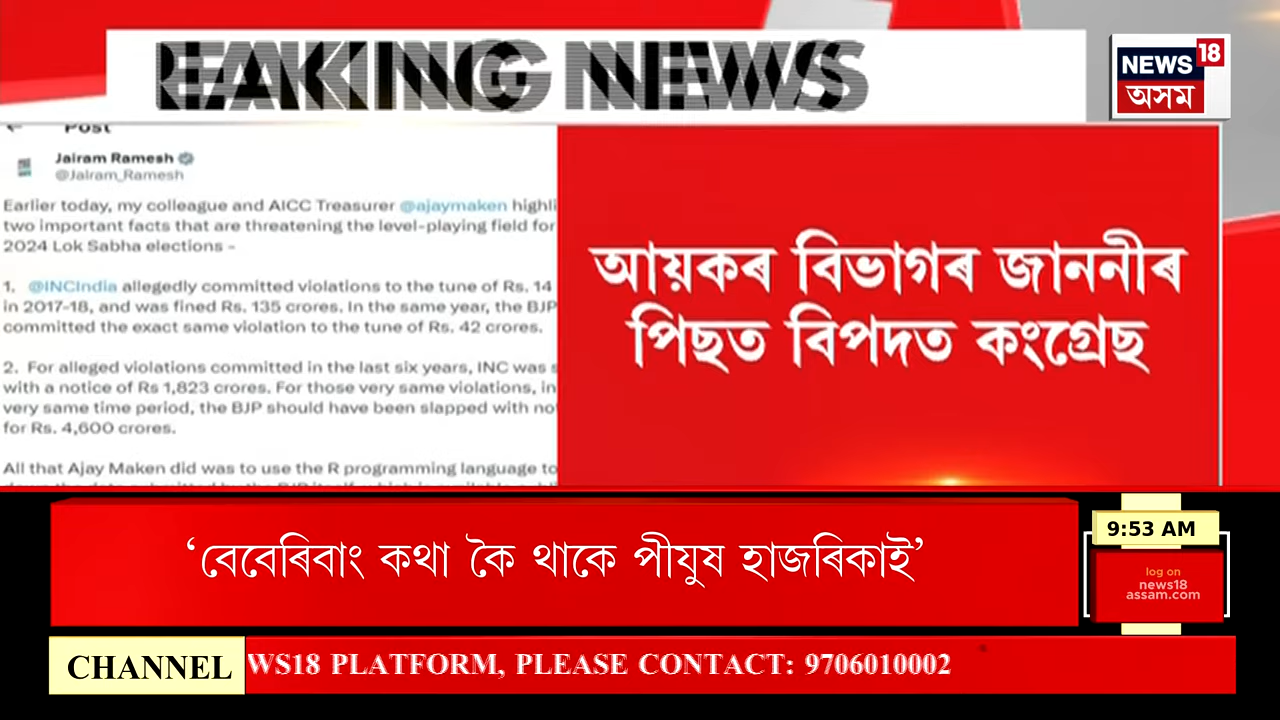 EAKING NEWS
NEWS 18
অসম
Post
Jairam Ramesh
@Jairam_Ramesh
Earlier today, my colleague and AICC Treasurer @ajaymaken highli
two important facts that are threatening the level-playing field for
2024 Lok Sabha elections –
1. @INCIndia allegedly committed violations to the tune of Rs. 14
in 2017-18, and was fined Rs. 135 crores. In the same year, the BJP
committed the exact same violation to the tune of Rs. 42 crores.
2. For alleged violations committed in the last six years, INC was s
with a notice of Rs 1,823 crores. For those very same violations, in
very same time period, the BJP should have been slapped with no
for Rs. 4,600 crores.
All that Ajay Maken did was to use the R programming language to
আয়কৰ বিভাগৰ জাননীৰ
পিছত বিপদত কংগ্ৰেছ
‘বেবেৰিবাং কথা কৈ থাকে পীযুষ হাজৰিকাই’
9:53 AM
log on
news18
assam.com
CHANNEL WS18 PLATFORM, PLEASE CONTACT: 9706010002